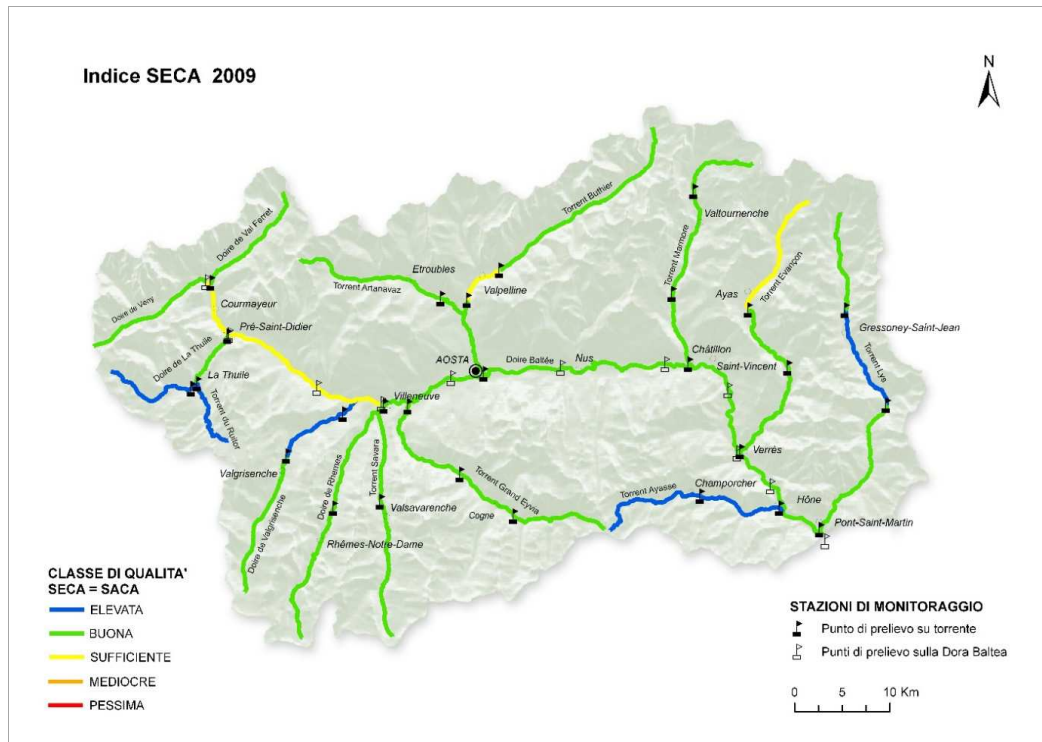 Indice SECA 2009
N
Torrent Buthier
Doire de Val Ferret
Valtournenche
Etroubles
Torrent Artanavaz
Torrent Marmore
Torrent Evançon
Valpelline
Ayas
Doire de Veny
Courmayeur
Gressoney-Saint-Jean
Pré-Saint-Didier
Doire de La Thuile
AOSTA
Doire Baltée
Nus
Châtillon
Saint-Vincent
Torrent Lys
La Thuile
Villeneuve
Torrent du Ruitor
Verrès
Valgrisenche
Doire de Rhemes
Torrent Savara
Torrent Grand Eyvia
Champorcher
Torrent Ayasse
Hône
Valsavarenche
Cogne
Pont-Saint-Martin
Doire de Valgrisenche
Rhêmes-Notre-Dame
CLASSE DI QUALITA'
SECA = SACA
ELEVATA
BUONA
SUFFICIENTE
MEDIOCRE
PESSIMA
STAZIONI DI MONITORAGGIO
Punto di prelievo su torrente
Punti di prelievo sulla Dora Baltea
0 5 10 Km